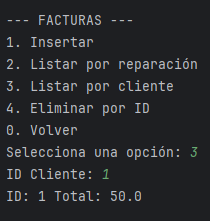 --- FACTURAS ---
1. Insertar
2. Listar por reparación
3. Listar por cliente
4. Eliminar por ID
0. Volver
Selecciona una opción: 3
ID Cliente: 1
ID: 1 Total: 50.0